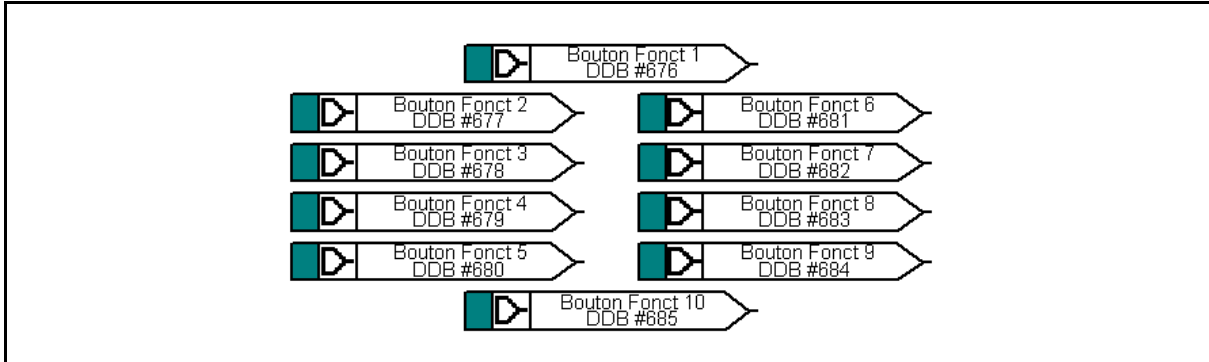 Bouton Fonct 1
DDB #676
Bouton Fonct 2
DDB #677
Bouton Fonct 6
DDB #681
Bouton Fonct 3
DDB #678
Bouton Fonct 7
DDB #682
Bouton Fonct 4
DDB #679
Bouton Fonct 8
DDB #683
Bouton Fonct 5
DDB #680
Bouton Fonct 9
DDB #684
Bouton Fonct 10
DDB #685